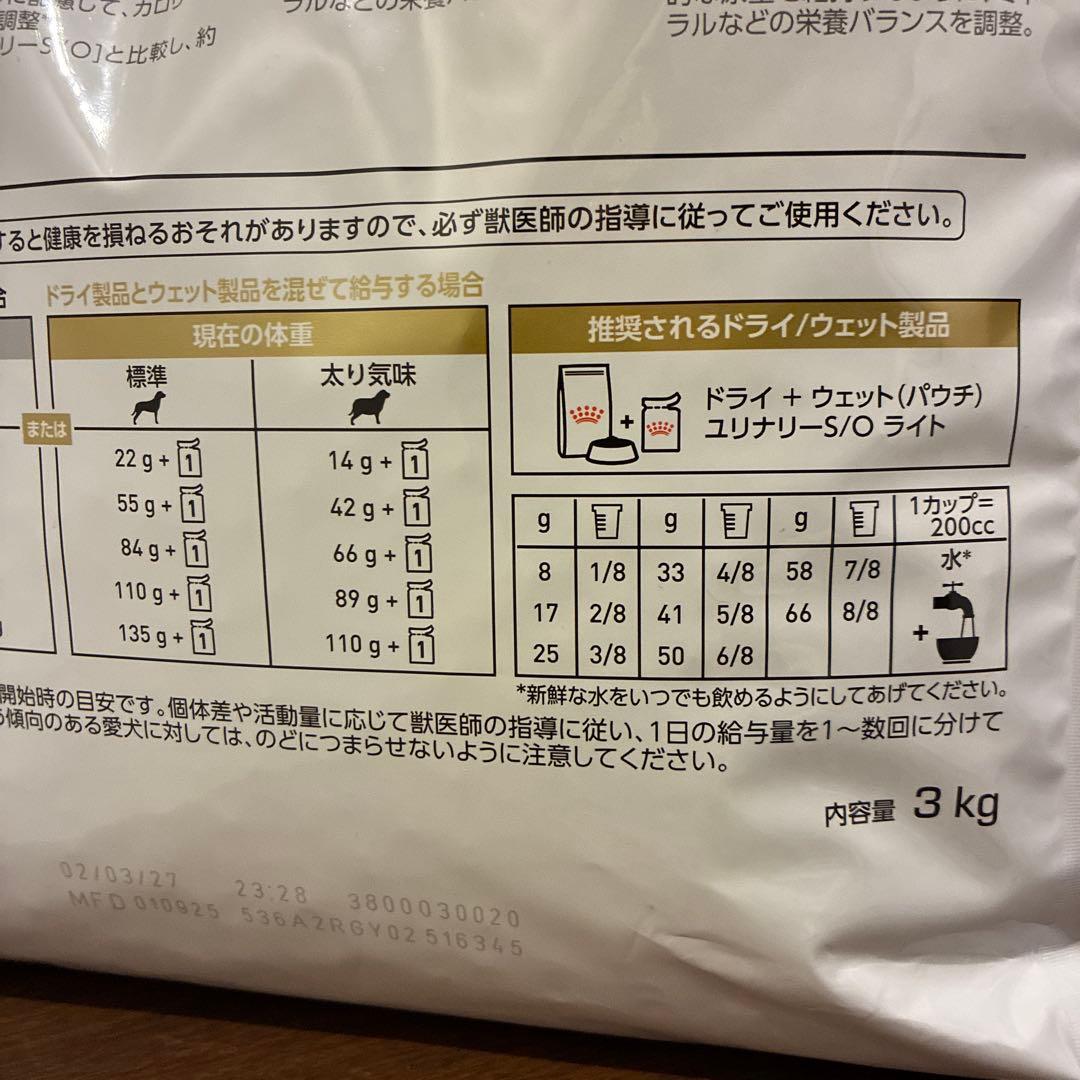 調整*
リーS/O]と比較し、約
ラルなどの栄養バランスを調整。
すると健康を損ねるおそれがありますので、必ず獣医師の指導に従ってご使用ください。
合
ドライ製品とウェット製品を混ぜて給与する場合
現在の体重
標準 太り気味
または
22 g + 1 14 g + 1
55 g + 1 42 g + 1
84 g + 1 66 g + 1
110 g + 1 89 g + 1
135 g + 1 110 g + 1
推奨されるドライ/ウェット製品
ドライ + ウェット(パウチ)
ユリナリーS/O ライト
g g g 1カップ=
200cc
8 1/8 33 4/8 58 7/8 水*
17 2/8 41 5/8 66 8/8
25 3/8 50 6/8 +
*新鮮な水をいつでも飲めるようにしてあげてください。
開始時の目安です。個体差や活動量に応じて獣医師の指導に従い、1日の給与量を1〜数回に分けて
傾向のある愛犬に対しては、のどにつまらせないように注意してください。
内容量 3 kg
02/03/27 23:28 3800030020
MFD 010925 536A2RGY02 516345